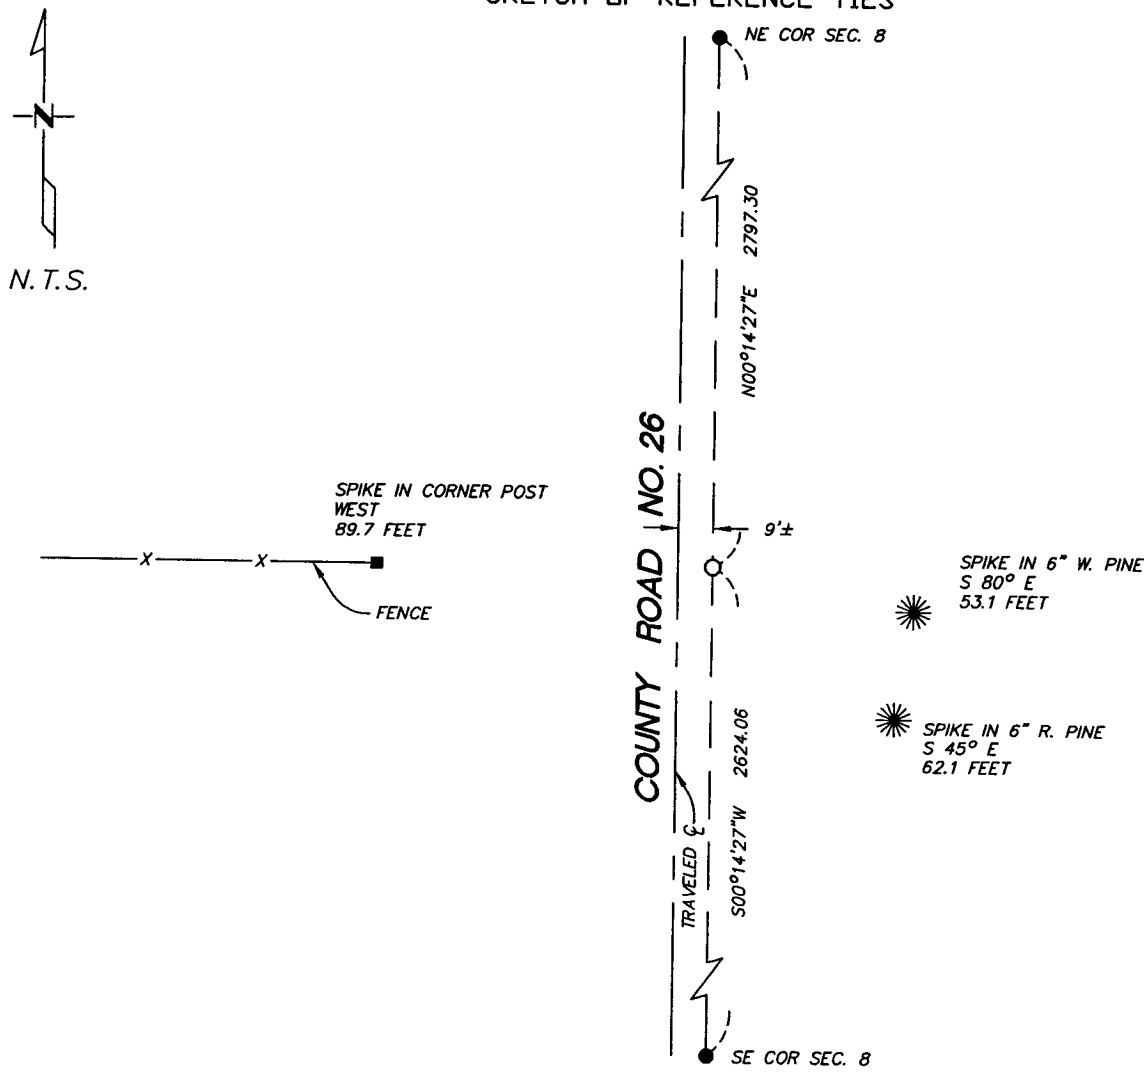 SKETCH OF REFERENCE TIES
NE COR SEC. 8
N
N.T.S.
N00°14'27"E 2797.30
COUNTY ROAD NO. 26
SPIKE IN CORNER POST
WEST
89.7 FEET
9'±
X X
FENCE
SPIKE IN 6" W. PINE
S 80° E
53.1 FEET
SPIKE IN 6" R. PINE
S 45° E
62.1 FEET
S00°14'27"W 2624.06
TRAVELED ℄
SE COR SEC. 8